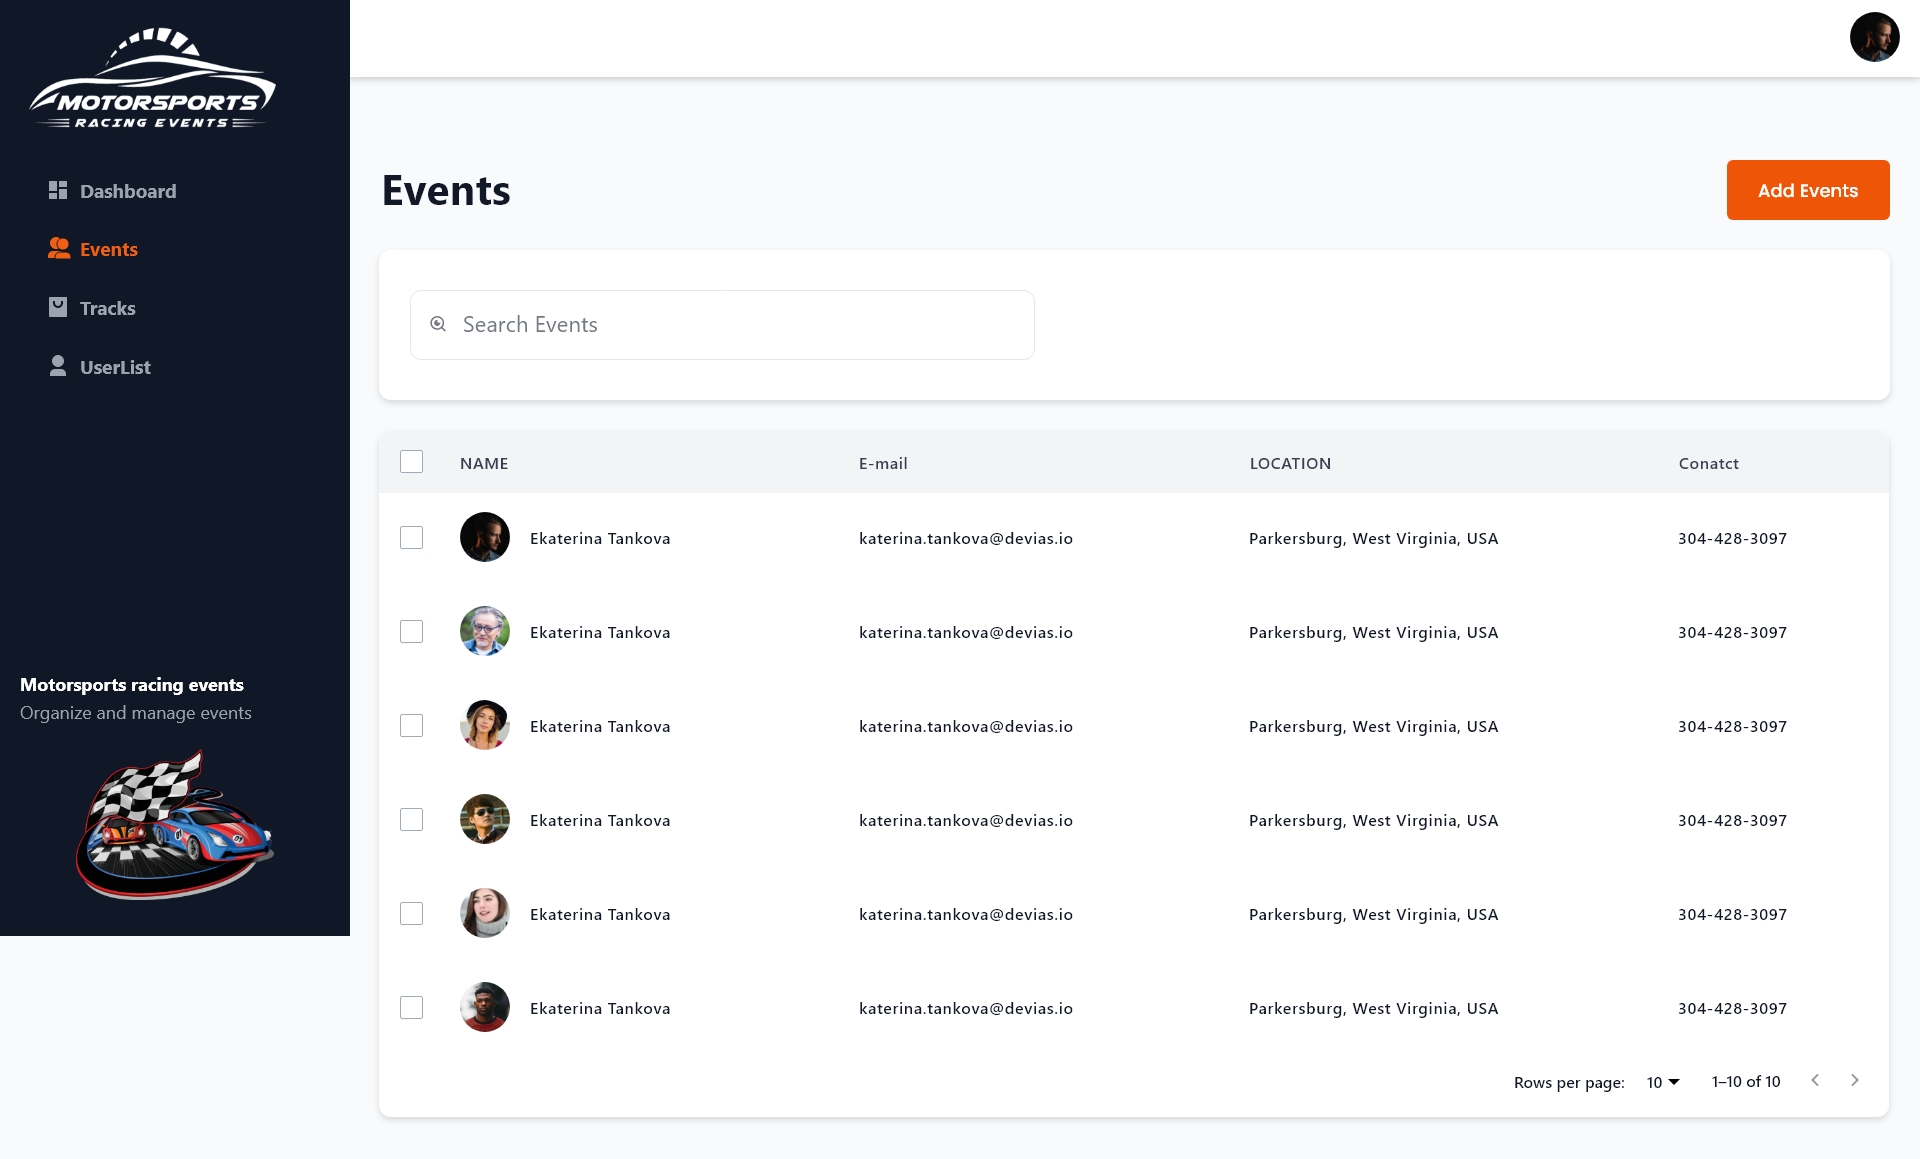 MOTORSPORTS
RACING EVENTS
Dashboard
Events
Tracks
UserList
Motorsports racing events
Organize and manage events
Events
Add Events
Search Events
NAME E-mail LOCATION Conatct
Ekaterina Tankova katerina.tankova@devias.io Parkersburg, West Virginia, USA 304-428-3097
Ekaterina Tankova katerina.tankova@devias.io Parkersburg, West Virginia, USA 304-428-3097
Ekaterina Tankova katerina.tankova@devias.io Parkersburg, West Virginia, USA 304-428-3097
Ekaterina Tankova katerina.tankova@devias.io Parkersburg, West Virginia, USA 304-428-3097
Ekaterina Tankova katerina.tankova@devias.io Parkersburg, West Virginia, USA 304-428-3097
Ekaterina Tankova katerina.tankova@devias.io Parkersburg, West Virginia, USA 304-428-3097
Rows per page: 10 1–10 of 10